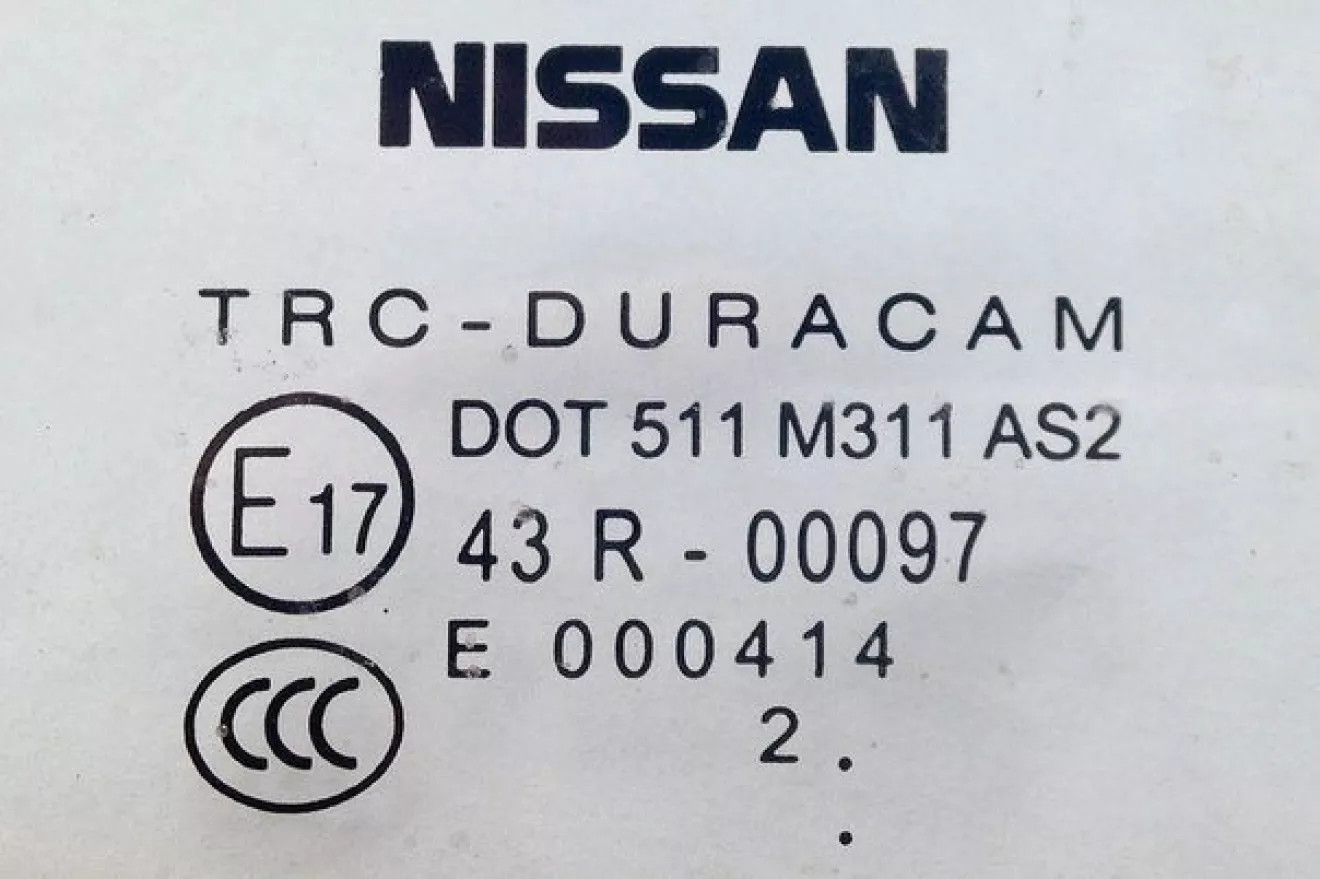 NISSAN
TRC-DURACAM
E17
DOT 511 M311 AS2
43 R - 00097
E 000414
CCC
2